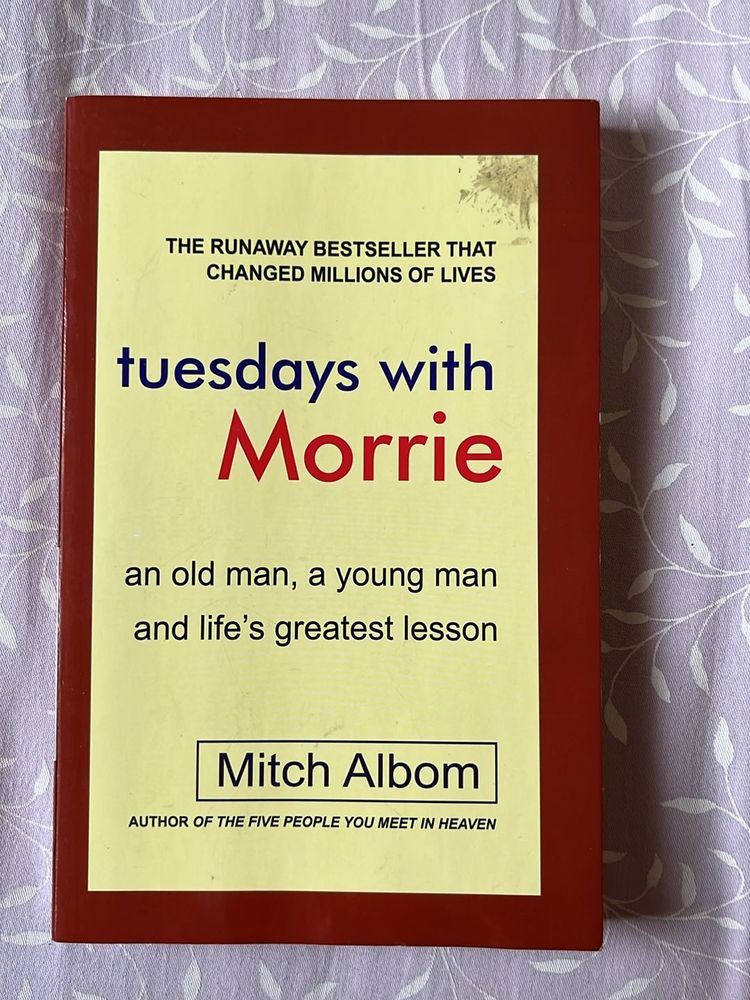 THE RUNAWAY BESTSELLER THAT
CHANGED MILLIONS OF LIVES
tuesdays with
Morrie
an old man, a young man
and life's greatest lesson
Mitch Albom
AUTHOR OF THE FIVE PEOPLE YOU MEET IN HEAVEN